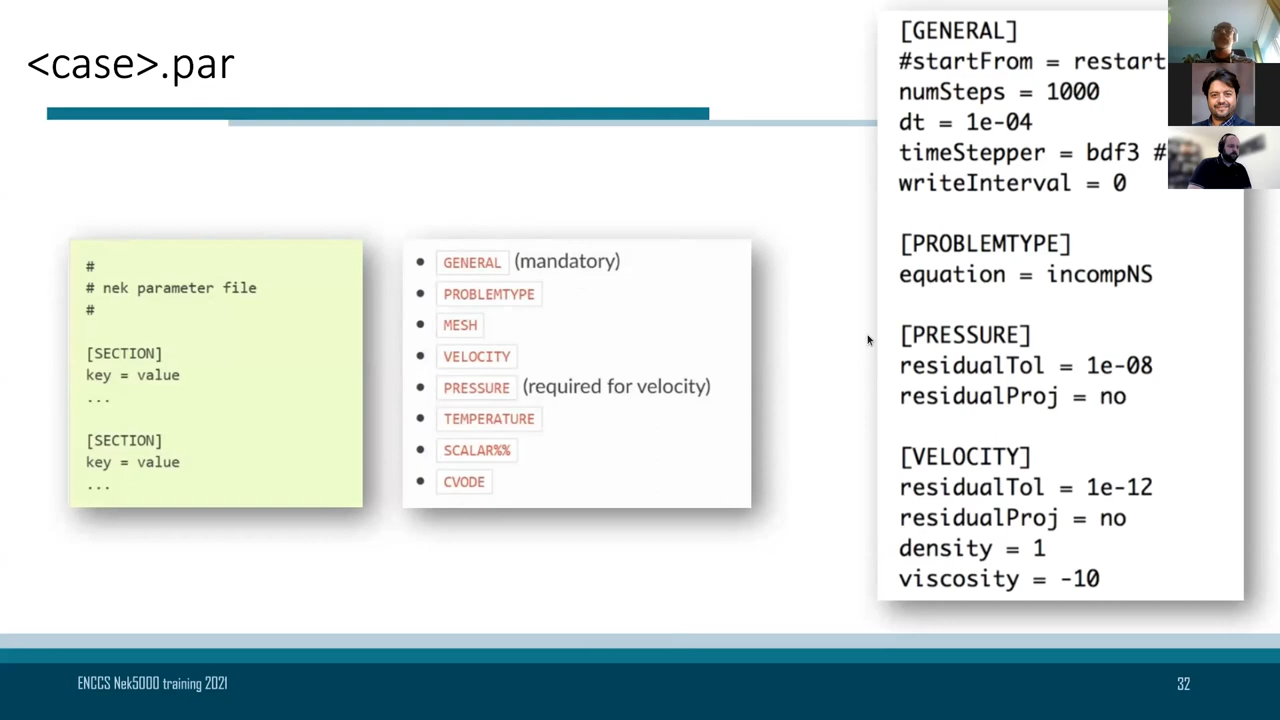 <case>.par
#
# nek parameter file
#
[SECTION]
key = value
...
[SECTION]
key = value
...
GENERAL (mandatory)
PROBLEMTYPE
MESH
VELOCITY
PRESSURE (required for velocity)
TEMPERATURE
SCALAR%%
CVODE
[GENERAL]
#startFrom = restart
numSteps = 1000
dt = 1e-04
timeStepper = bdf3 #
writeInterval = 0
[PROBLEMTYPE]
equation = incompNS
[PRESSURE]
residualTol = 1e-08
residualProj = no
[VELOCITY]
residualTol = 1e-12
residualProj = no
density = 1
viscosity = -10
ENCCS Nek5000 training 2021
32